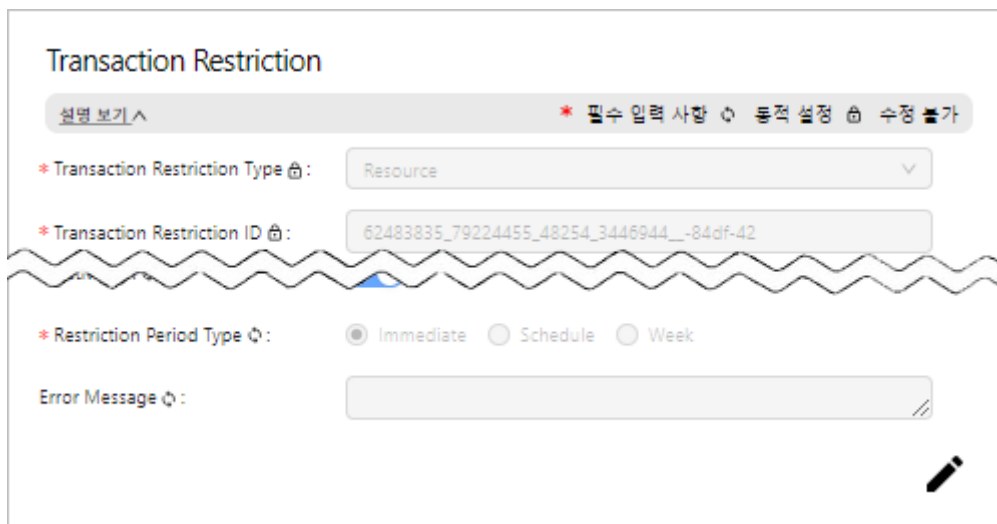 Transaction Restriction
설명 보기 * 필수 입력 사항 동적 설정 수정 불가
* Transaction Restriction Type : Resource
* Transaction Restriction ID : 62483835_79224455_48254_3446944__-84df-42
* Restriction Period Type : Immediate Schedule Week
Error Message :